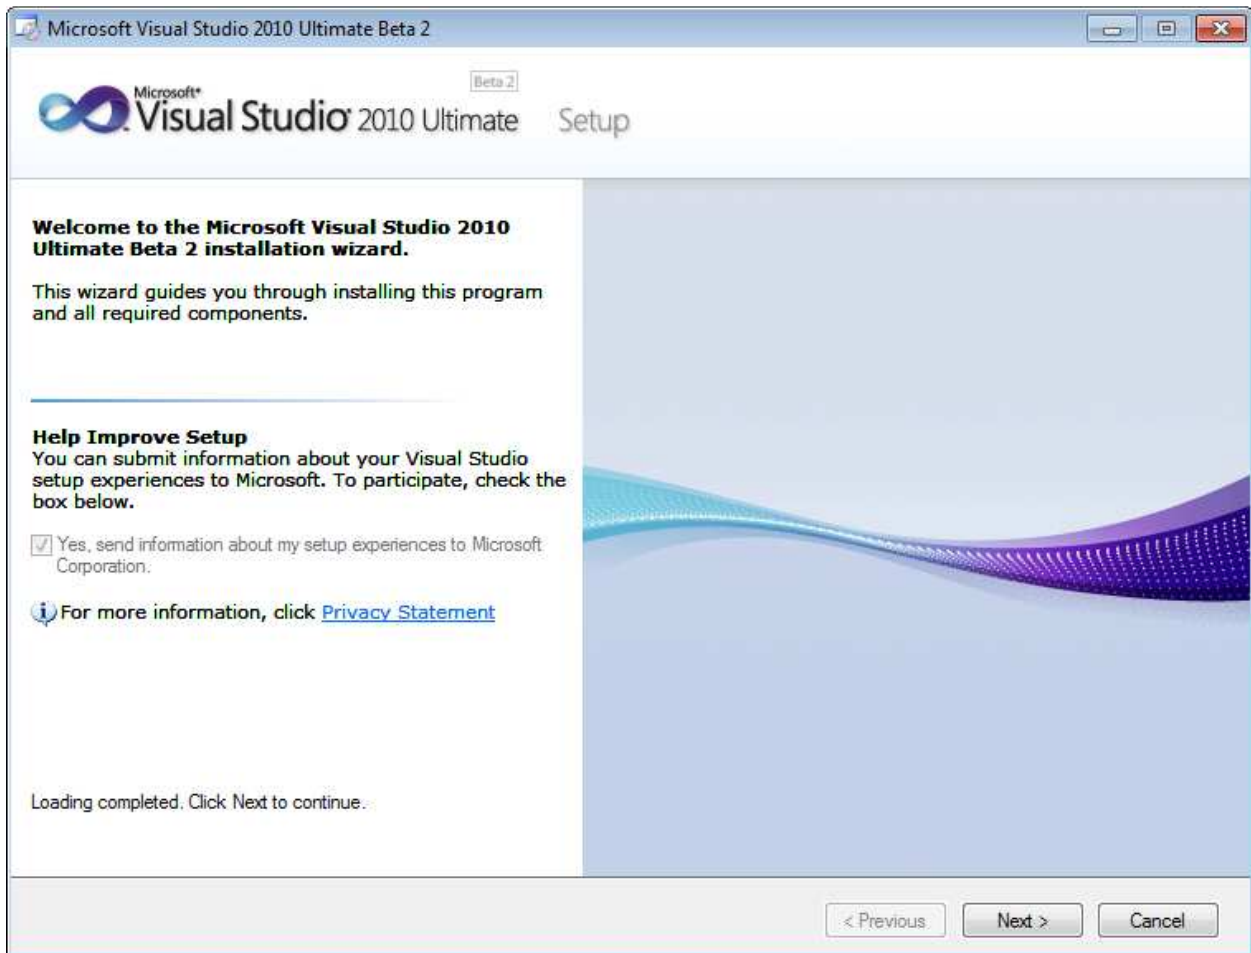 Microsoft Visual Studio 2010 Ultimate Beta 2
Beta 2
Microsoft®
Visual Studio® 2010 Ultimate Setup
Welcome to the Microsoft Visual Studio 2010
Ultimate Beta 2 installation wizard.
This wizard guides you through installing this program
and all required components.
Help Improve Setup
You can submit information about your Visual Studio
setup experiences to Microsoft. To participate, check the
box below.
Yes, send information about my setup experiences to Microsoft
Corporation.
For more information, click Privacy Statement
Loading completed. Click Next to continue.
< Previous
Next >
Cancel